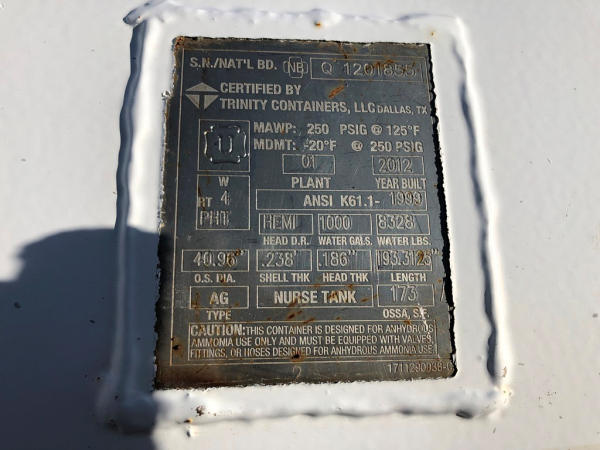 S.N./NAT'L BD. NB Q 1201855
CERTIFIED BY
TRINITY CONTAINERS, LLC DALLAS, TX
MAWP: 250 PSIG @ 125°F
U MDMT: -20°F @ 250 PSIG
01 2012
W PLANT YEAR BUILT
RT 4 ANSI K61.1- 1999
PHT HEMI 1000 8328
HEAD D.R. WATER GALS. WATER LBS.
40.96" .238" .186" 193.3125"
O.S. DIA. SHELL THK HEAD THK LENGTH
AG NURSE TANK 173
TYPE OSSA, S.F.
CAUTION: THIS CONTAINER IS DESIGNED FOR ANHYDROUS
AMMONIA USE ONLY AND MUST BE EQUIPPED WITH VALVES,
FITTINGS, OR HOSES DESIGNED FOR ANHYDROUS AMMONIA USE.
2